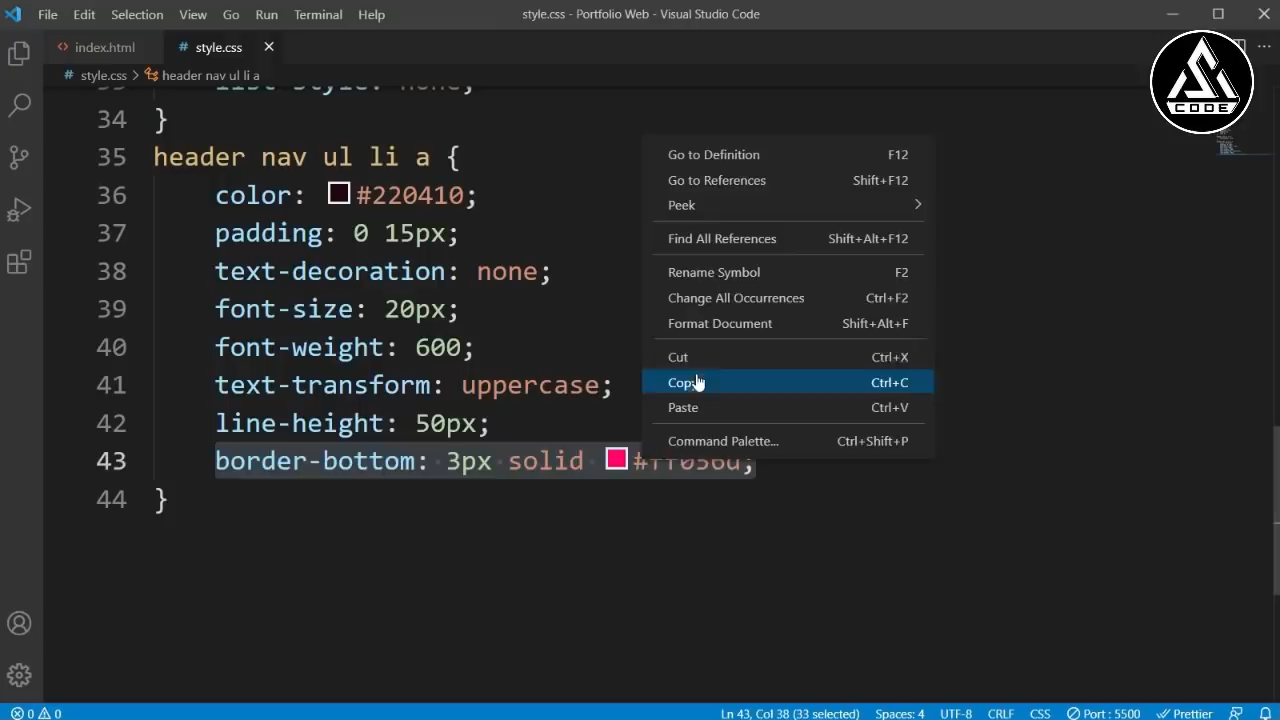 File Edit Selection View Go Run Terminal Help style.css - Portfolio Web - Visual Studio Code
index.html # style.css
# style.css > header nav ul li a
CODE
34 }
35 header nav ul li a {
36 color: #220410;
37 padding: 0 15px;
38 text-decoration: none;
39 font-size: 20px;
40 font-weight: 600;
41 text-transform: uppercase;
42 line-height: 50px;
43 border-bottom: 3px solid #ff056d;
44 }
Go to Definition F12
Go to References Shift+F12
Peek
Find All References Shift+Alt+F12
Rename Symbol F2
Change All Occurrences Ctrl+F2
Format Document Shift+Alt+F
Cut Ctrl+X
Copy Ctrl+C
Paste Ctrl+V
Command Palette... Ctrl+Shift+P
0 0 Ln 43, Col 38 (33 selected) Spaces: 4 UTF-8 CRLF CSS Port : 5500 Prettier